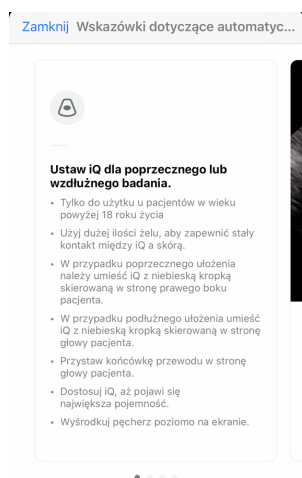 Zamknij Wskazówki dotyczące automatyc...
Ustaw iQ dla poprzecznego lub
wzdłużnego badania.
• Tylko do użytku u pacjentów w wieku
powyżej 18 roku życia
• Użyj dużej ilości żelu, aby zapewnić stały
kontakt między iQ a skórą.
• W przypadku poprzecznego ułożenia
należy umieść iQ z niebieską kropką
skierowaną w stronę prawego boku
pacjenta.
• W przypadku podłużnego ułożenia umieść
iQ z niebieską kropką skierowaną w stronę
głowy pacjenta.
• Przystaw końcówkę przewodu w stronę
głowy pacjenta.
• Dostosuj iQ, aż pojawi się
największa pojemność.
• Wyśrodkuj pęcherz poziomo na ekranie.